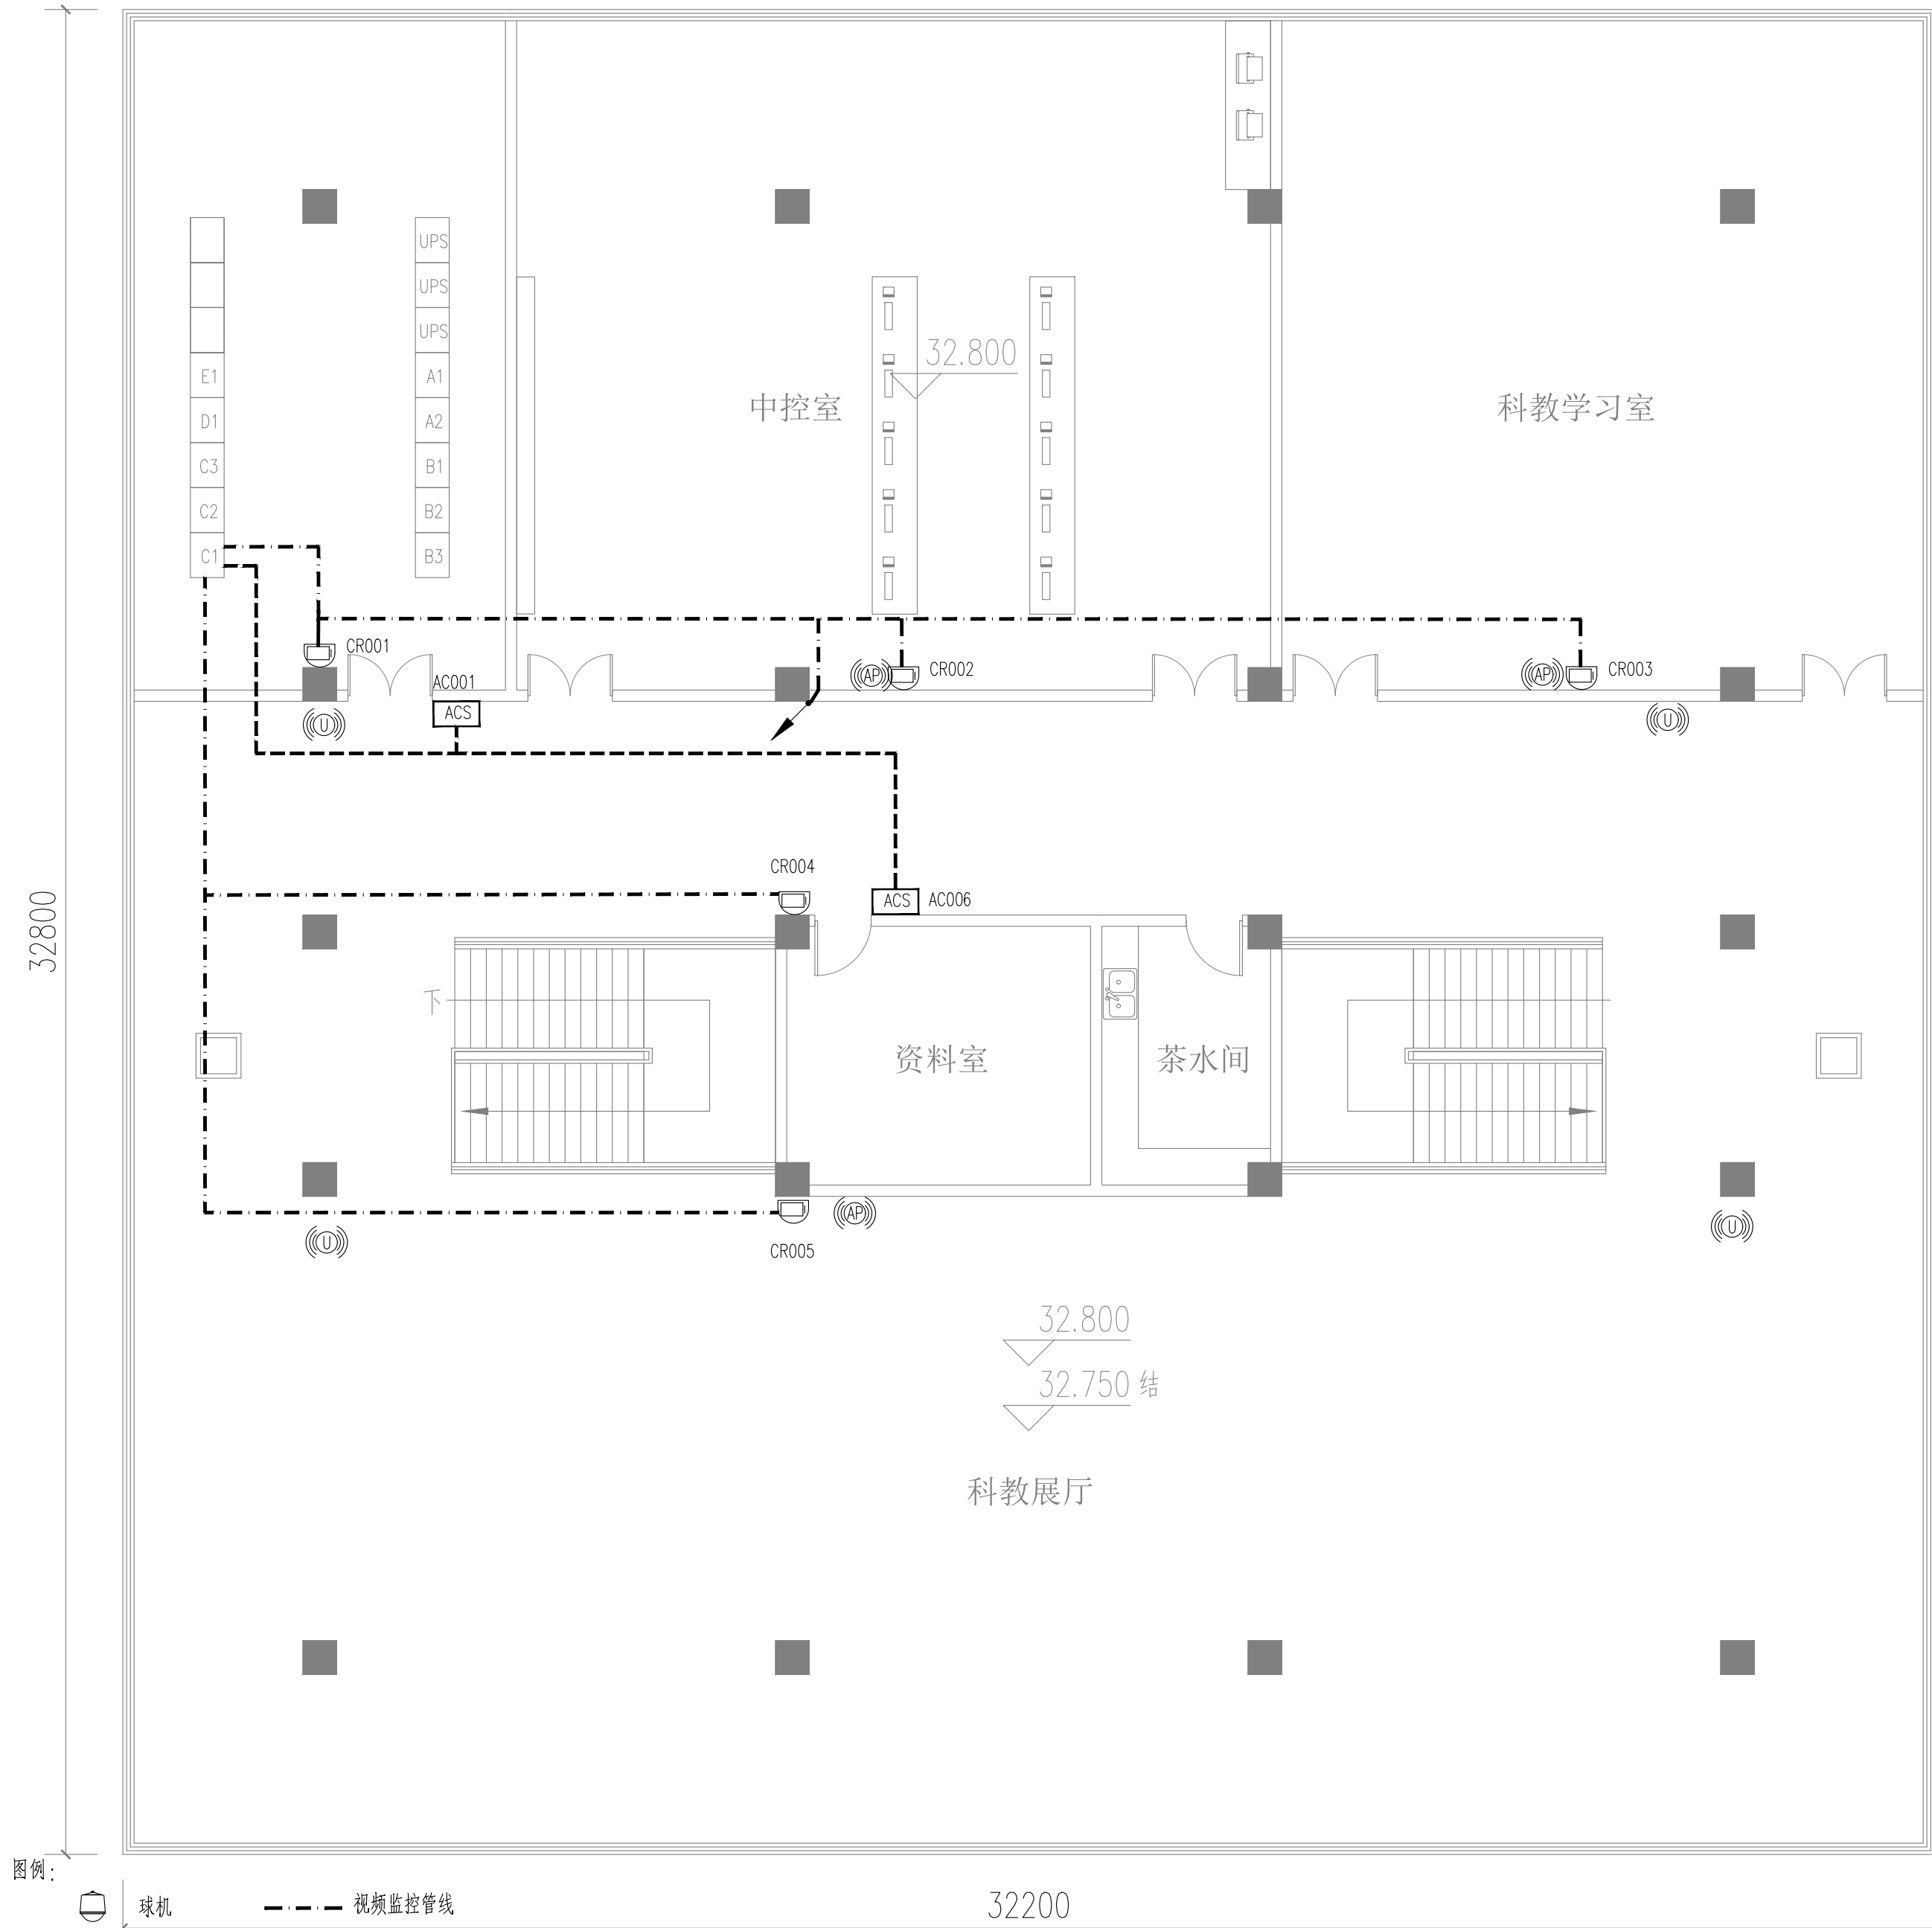 UPS
UPS
UPS
E1
A1
D1
A2
C3
B1
C2
B2
C1
B3
32.800
中控室
科教学习室
CR001
AC001
ACS
AP
CR002
AP
CR003
U
U
CR004
ACS
AC006
32800
下
资料室
茶水间
AP
CR005
U
U
32.800
32.750 结
科教展厅
图例:
球机
视频监控管线
32200